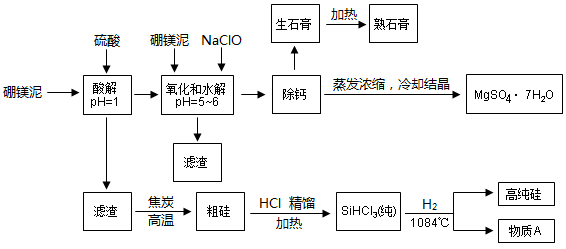 生石膏
加热
熟石膏
硫酸
硼镁泥
NaClO
硼镁泥
酸解
pH=1
氧化和水解
pH=5~6
除钙
蒸发浓缩，冷却结晶
MgSO4· 7H2O
滤渣
滤渣
焦炭
高温
粗硅
HCl 精馏
加热
SiHCl3(纯)
H2
1084℃
高纯硅
物质A